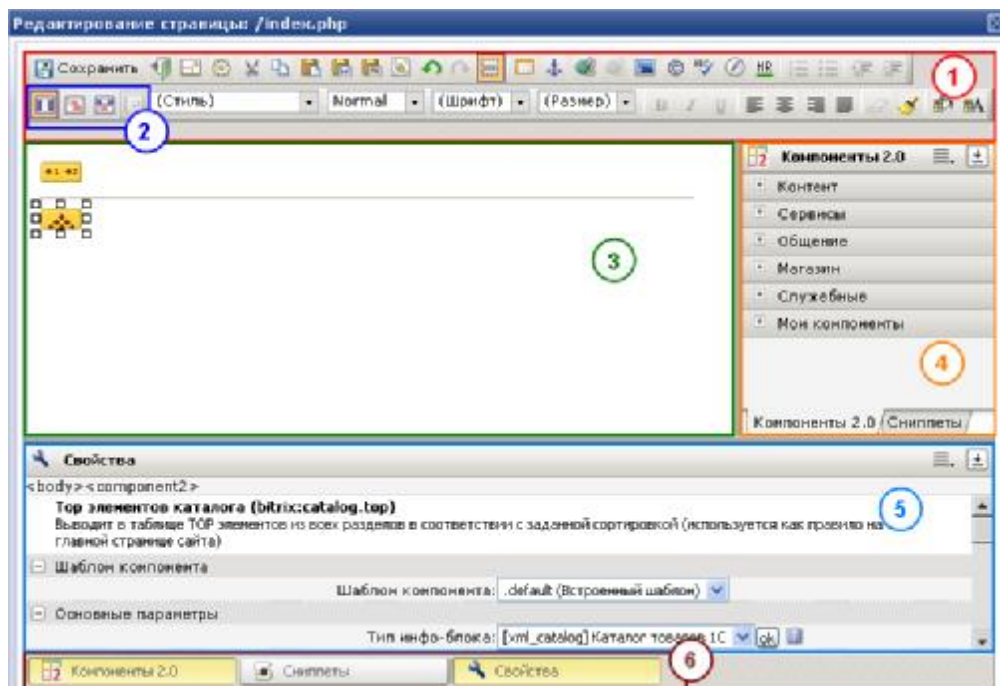 Редактирование страницы: /index.php
Сохранить
HR
1
(Стиль) Normal (Шрифт) (Размер) B I U
2
Компоненты 2.0
Контент
Сервисы
Общение
Магазин
Служебные
Мои компоненты
3
4
Компоненты 2.0 Сниппеты
Свойства
<body><component2>
5
Top элементов каталога (bitrix:catalog.top)
Выводит в таблице TOP элементов из всех разделов в соответствии с заданной сортировкой (используется как правило на
главной странице сайта)
Шаблон компонента
Шаблон компонента: .default (Встроенный шаблон)
Основные параметры
Тип инфо-блока: [xml_catalog] Каталог товаров 1С ok
6
Компоненты 2.0 Сниппеты Свойства